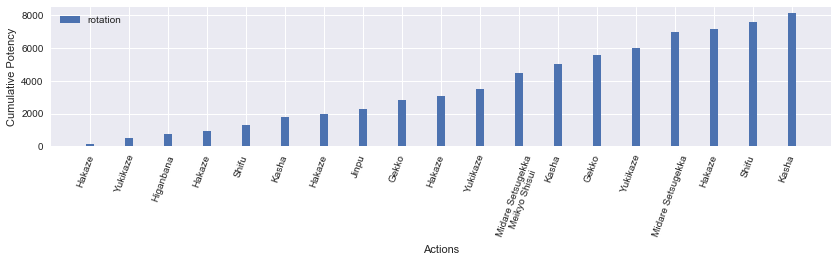 rotation
Cumulative Potency
8000
6000
4000
2000
0
Hakaze
Yukikaze
Higanbana
Hakaze
Shifu
Kasha
Hakaze
Jinpu
Gekko
Hakaze
Yukikaze
Midare Setsugekka
Meikyo Shisui
Kasha
Gekko
Yukikaze
Midare Setsugekka
Hakaze
Shifu
Kasha
Actions